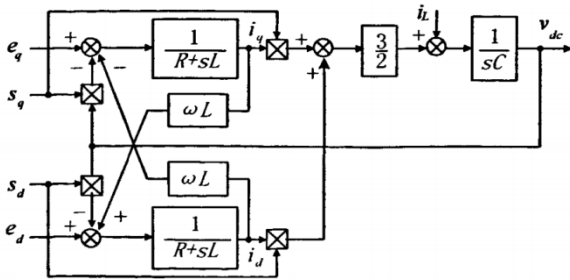 e_q + − − 1/(R+sL) i_q + + 3/2 + i_L 1/(sC) v_dc
s_q
ωL
ωL
s_d
e_d − + + 1/(R+sL) i_d